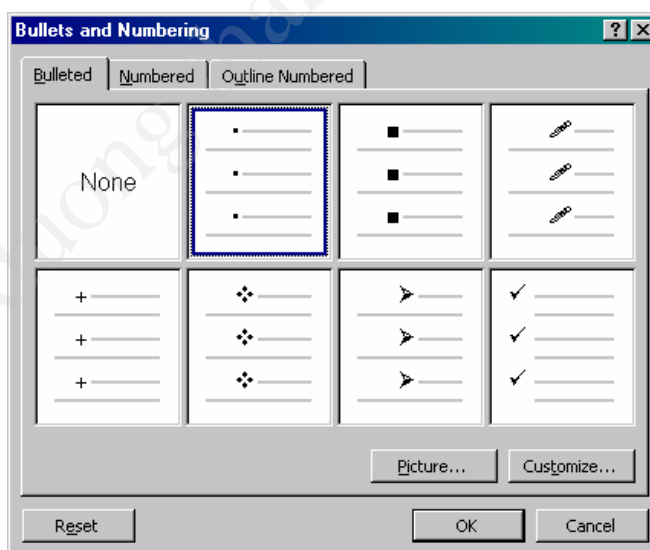 Bullets and Numbering
Bulleted Numbered Outline Numbered
None
Picture... Customize...
Reset OK Cancel